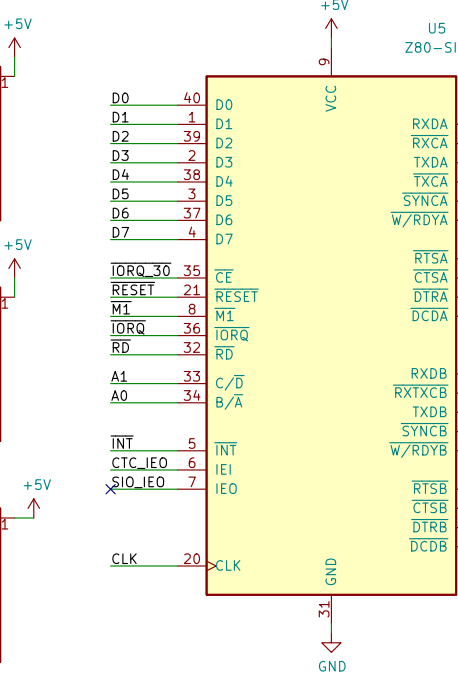 +5V
+5V
U5
Z80-SI
9
VCC
1
D0 40 D0
D1 1 D1
D2 39 D2
D3 2 D3
D4 38 D4
D5 3 D5
D6 37 D6
D7 4 D7
RXDA
RXCA
TXDA
TXCA
SYNCA
W/RDYA
+5V
1
IORQ_30 35 CE
RESET 21 RESET
M1 8 M1
IORQ 36 IORQ
RD 32 RD
RTSA
CTSA
DTRA
DCDA
A1 33 C/D
A0 34 B/A
RXDB
RXTXCB
TXDB
SYNCB
W/RDYB
INT 5 INT
CTC_IEO 6 IEI
SIO_IEO 7 IEO
+5V
1
RTSB
CTSB
DTRB
DCDB
CLK 20 CLK
GND
31
GND